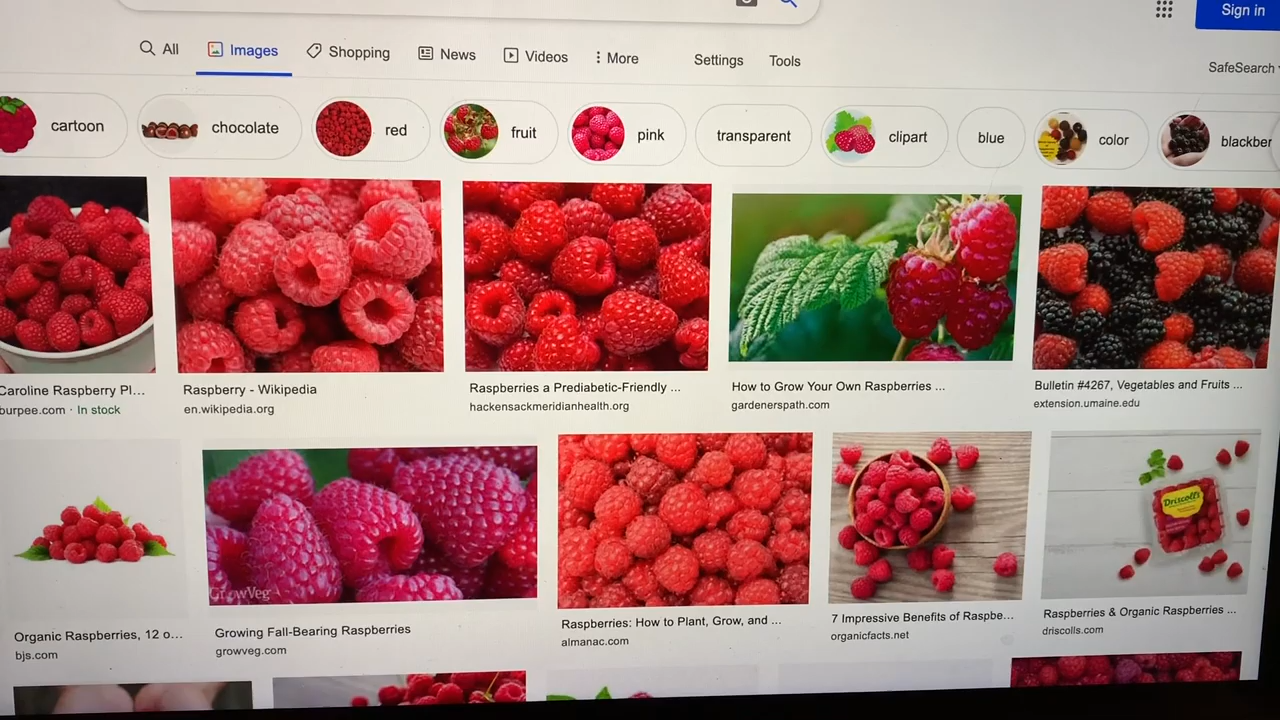 Sign in
All
Images
Shopping
News
Videos
More
Settings
Tools
SafeSearch
cartoon
chocolate
red
fruit
pink
transparent
clipart
blue
color
blackber
Caroline Raspberry Pl...
Raspberry - Wikipedia
Raspberries a Prediabetic-Friendly ...
How to Grow Your Own Raspberries ...
Bulletin #4267, Vegetables and Fruits ...
burpee.com · In stock
en.wikipedia.org
hackensackmeridianhealth.org
gardenerspath.com
extension.umaine.edu
Driscoll's
GrowVeg
Organic Raspberries, 12 o...
Growing Fall-Bearing Raspberries
Raspberries: How to Plant, Grow, and ...
7 Impressive Benefits of Raspbe...
Raspberries & Organic Raspberries ...
bjs.com
growveg.com
almanac.com
organicfacts.net
driscolls.com